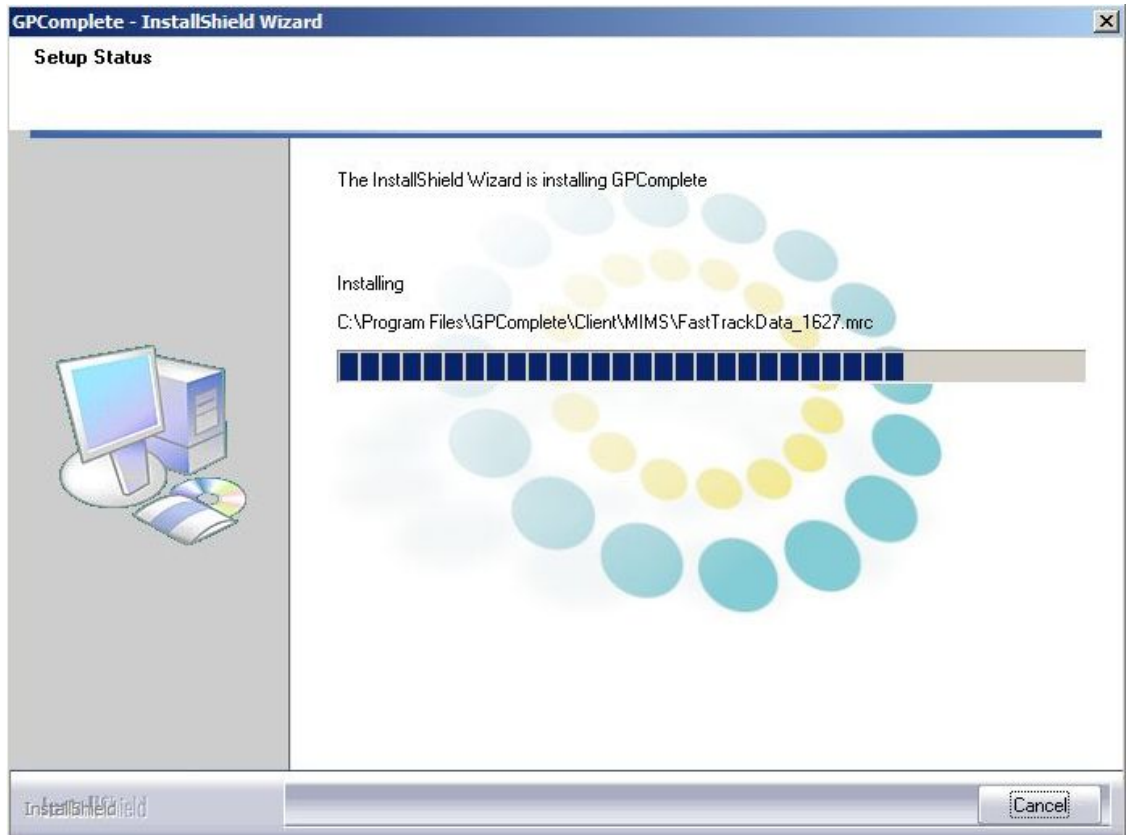 GPComplete - InstallShield Wizard
Setup Status
The InstallShield Wizard is installing GPComplete
Installing
C:\Program Files\GPComplete\Client\MIMS\FastTrackData_1627.mrc
InstallShield
Cancel